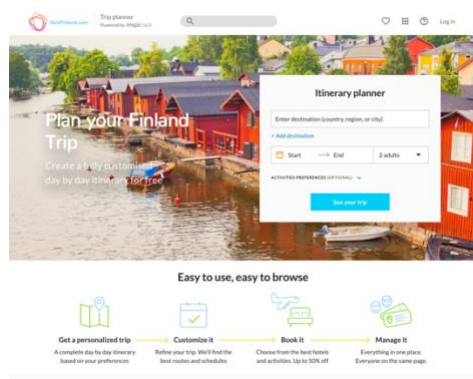 VisitFinland.com
Trip planner
Powered by
Log in
Plan your Finland
Trip
Create a fully customised
day by day itinerary for free
Itinerary planner
Enter destination (country, region, or city)
+ Add destination
Start → End
2 adults
ACTIVITIES PREFERENCES (OPTIONAL)
See your trip
Easy to use, easy to browse
Get a personalized trip
A complete day by day itinerary
based on your preferences
Customize it
Refine your trip. We'll find the
best routes and schedules
Book it
Choose from the best hotels
and activities. Up to 50% off
Manage it
Everything in one place.
Everyone on the same page.